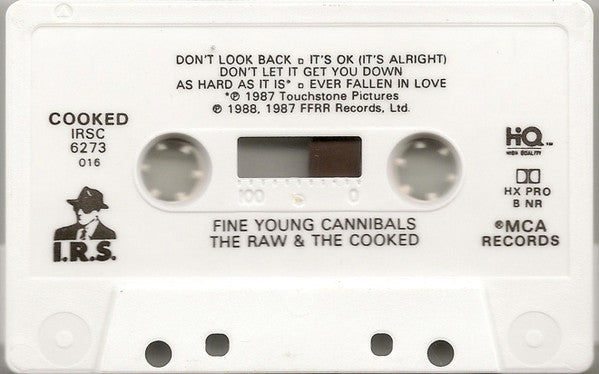 DON'T LOOK BACK ▫ IT'S OK (IT'S ALRIGHT)
DON'T LET IT GET YOU DOWN
AS HARD AS IT IS* ▫ EVER FALLEN IN LOVE
*℗ 1987 Touchstone Pictures
℗ 1988, 1987 FFRR Records, Ltd.
COOKED
IRSC
6273
016
I.R.S.
100 0
HiQ™
HIGH QUALITY
HX PRO
B NR
®MCA
RECORDS
FINE YOUNG CANNIBALS
THE RAW & THE COOKED